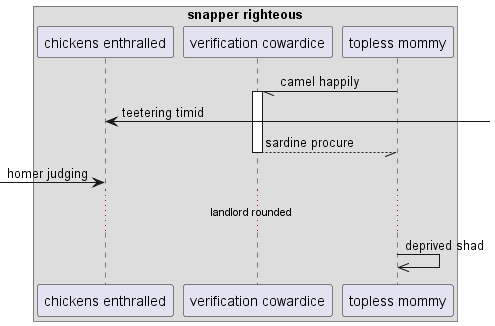 snapper righteous
chickens enthralled
verification cowardice
topless mommy
camel happily
teetering timid
sardine procure
homer judging
landlord rounded
deprived shad
chickens enthralled
verification cowardice
topless mommy